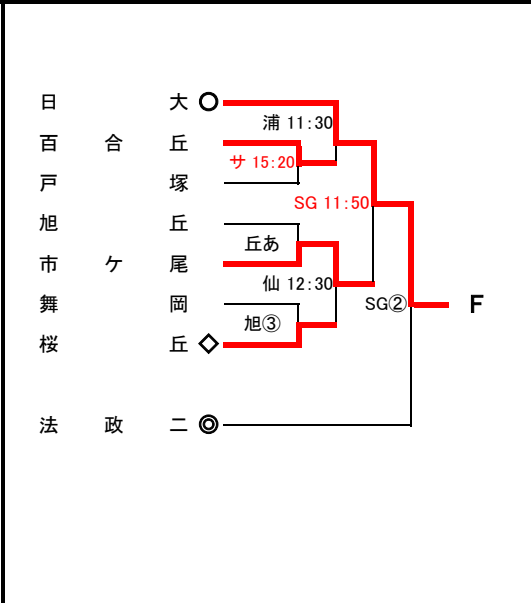 日 大 ○
浦 11:30
百 合 丘
サ 15:20
戸 塚
SG 11:50
旭 丘
丘あ
市 ケ 尾
仙 12:30
舞 岡
SG②
F
旭③
桜 丘 ◇
法 政 二 ◎